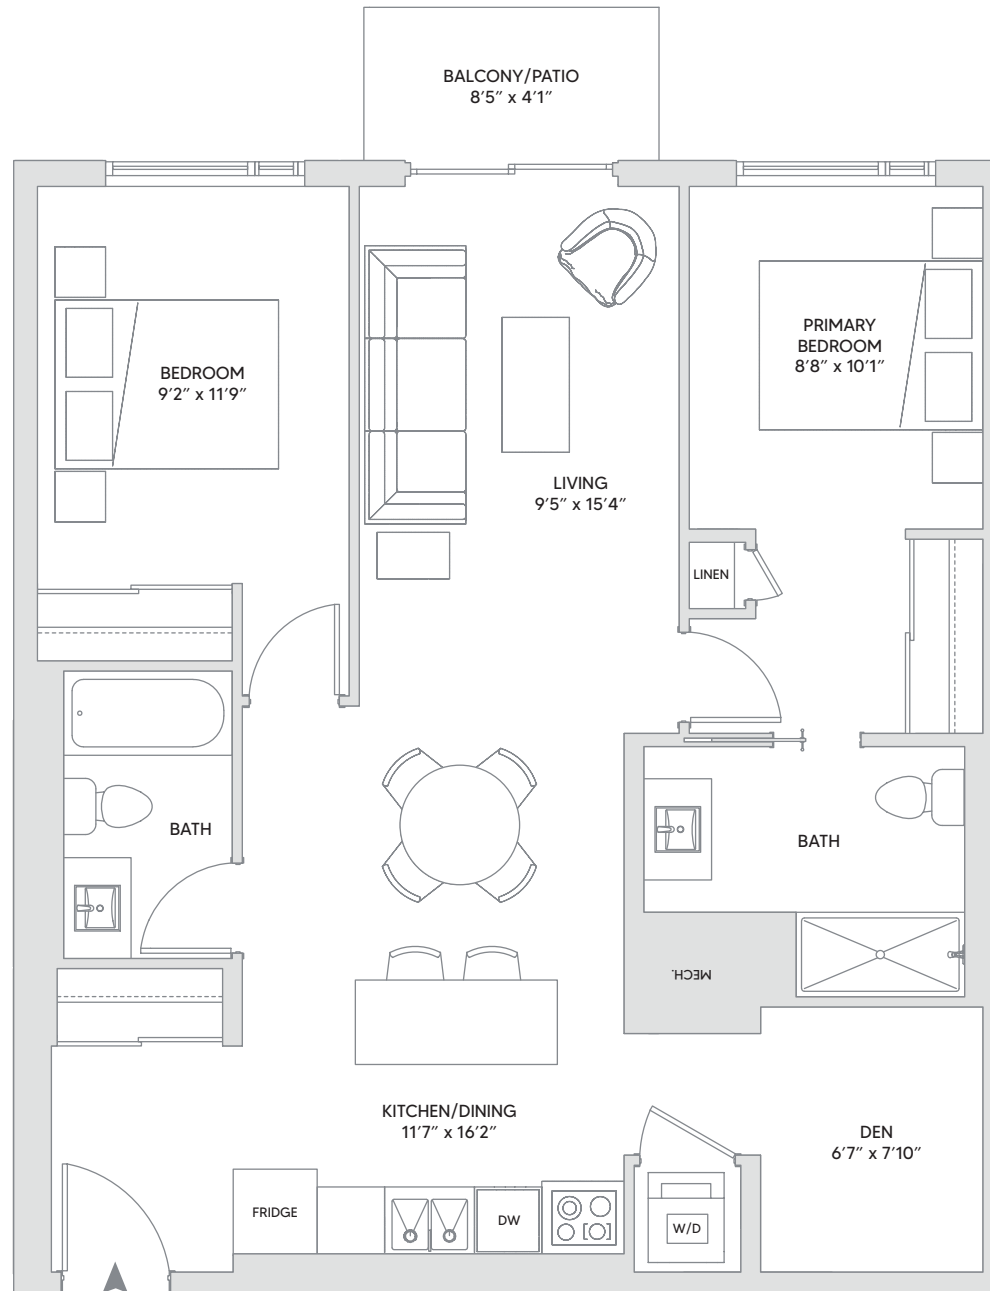 BALCONY/PATIO
8′5″ x 4′1″
BEDROOM
9′2″ x 11′9″
PRIMARY
BEDROOM
8′8″ x 10′1″
LIVING
9′5″ x 15′4″
LINEN
BATH
BATH
MECH.
KITCHEN/DINING
11′7″ x 16′2″
DEN
6′7″ x 7′10″
FRIDGE
DW
W/D